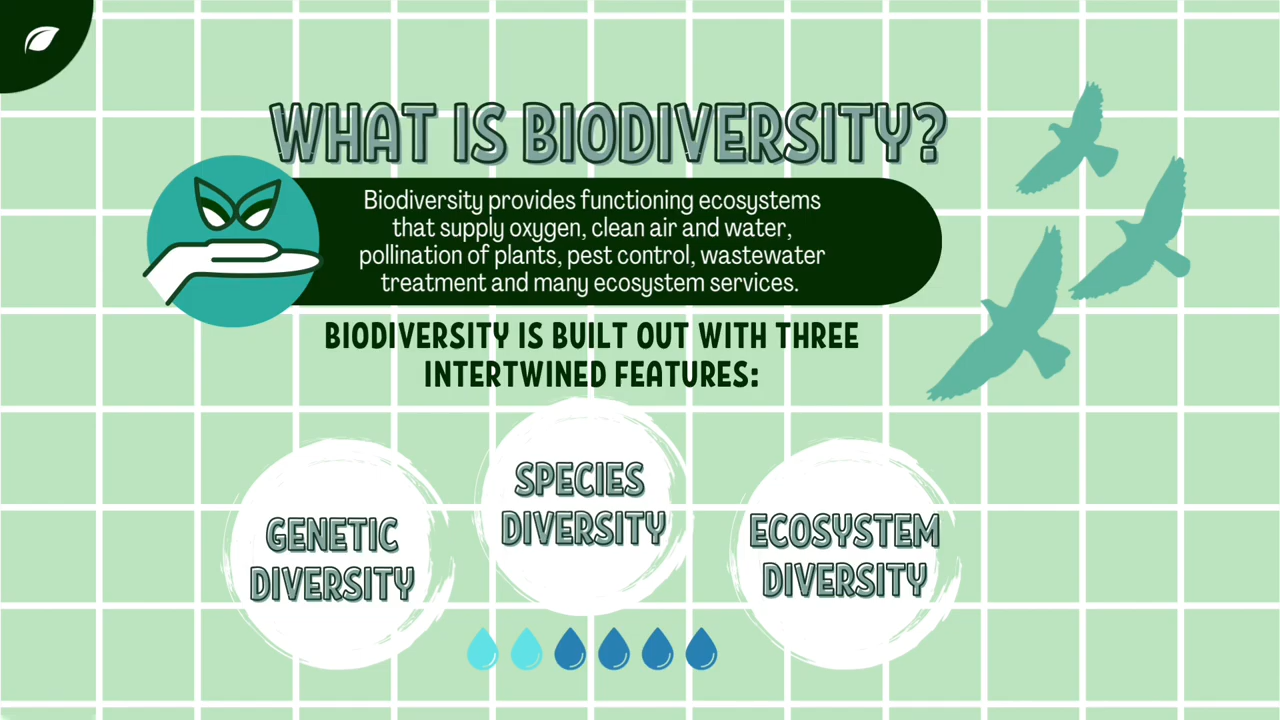 WHAT IS BIODIVERSITY?
Biodiversity provides functioning ecosystems
that supply oxygen, clean air and water,
pollination of plants, pest control, wastewater
treatment and many ecosystem services.
BIODIVERSITY IS BUILT OUT WITH THREE
INTERTWINED FEATURES:
GENETIC
DIVERSITY
SPECIES
DIVERSITY
ECOSYSTEM
DIVERSITY